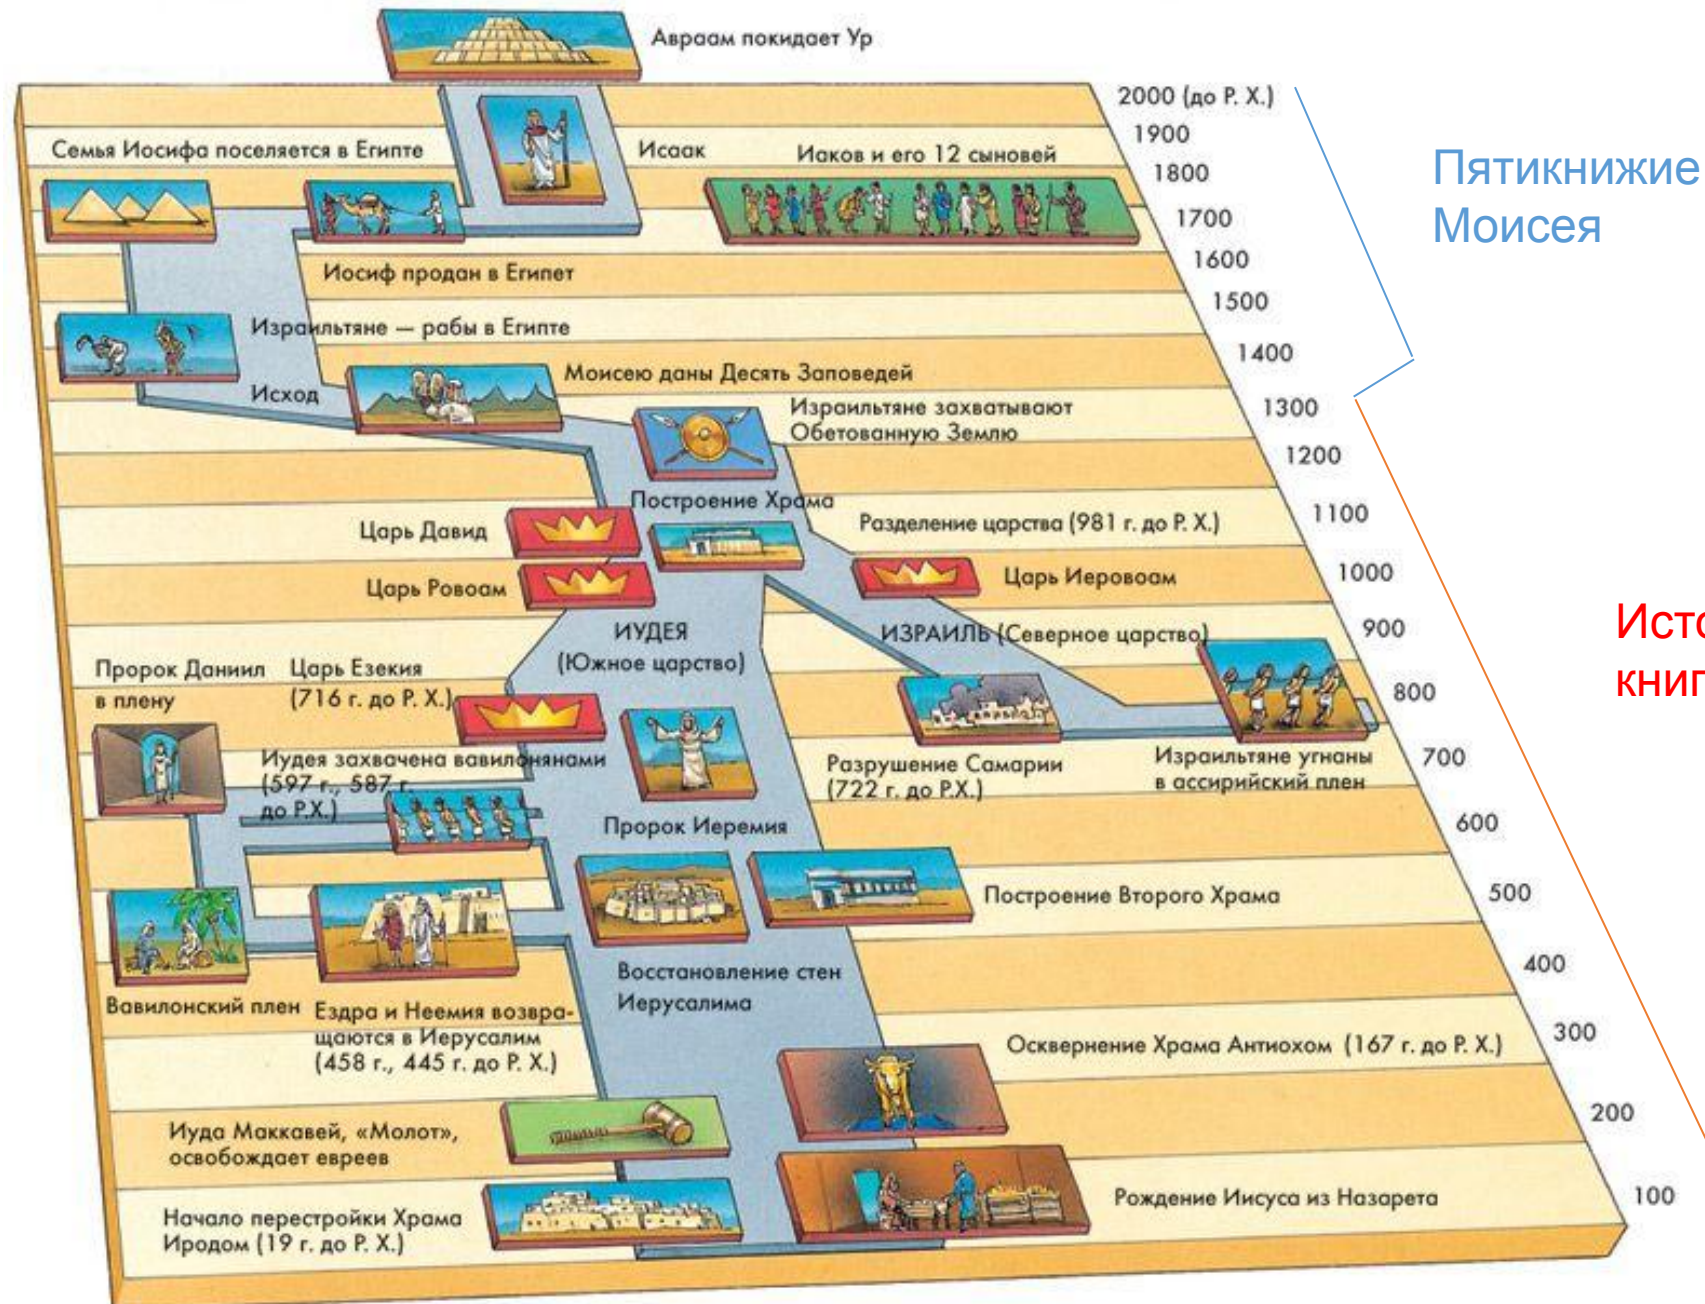 Авраам покидает Ур
2000 (до Р. Х.)
1900
1800
1700
1600
1500
1400
1300
1200
1100
1000
900
800
700
600
500
400
300
200
100
Пятикнижие
Моисея
Семья Иосифа поселяется в Египте
Исаак
Иаков и его 12 сыновей
Иосиф продан в Египет
Израильтяне — рабы в Египте
Исход
Моисею даны Десять Заповедей
Израильтяне захватывают
Обетованную Землю
Построение Храма
Царь Давид
Разделение царства (981 г. до Р. Х.)
Царь Ровоам
Царь Иеровоам
ИУДЕЯ
(Южное царство)
ИЗРАИЛЬ (Северное царство)
Пророк Даниил
в плену
Царь Езекия
(716 г. до Р. Х.)
Иудея захвачена вавилонянами
(597 г., 587 г.
до Р.Х.)
Пророк Иеремия
Разрушение Самарии
(722 г. до Р.Х.)
Израильтяне угнаны
в ассирийский плен
Построение Второго Храма
Восстановление стен
Иерусалима
Вавилонский плен
Ездра и Неемия возвра-
щаются в Иерусалим
(458 г., 445 г. до Р. Х.)
Осквернение Храма Антиохом (167 г. до Р. Х.)
Иуда Маккавей, «Молот»,
освобождает евреев
Начало перестройки Храма
Иродом (19 г. до Р. Х.)
Рождение Иисуса из Назарета